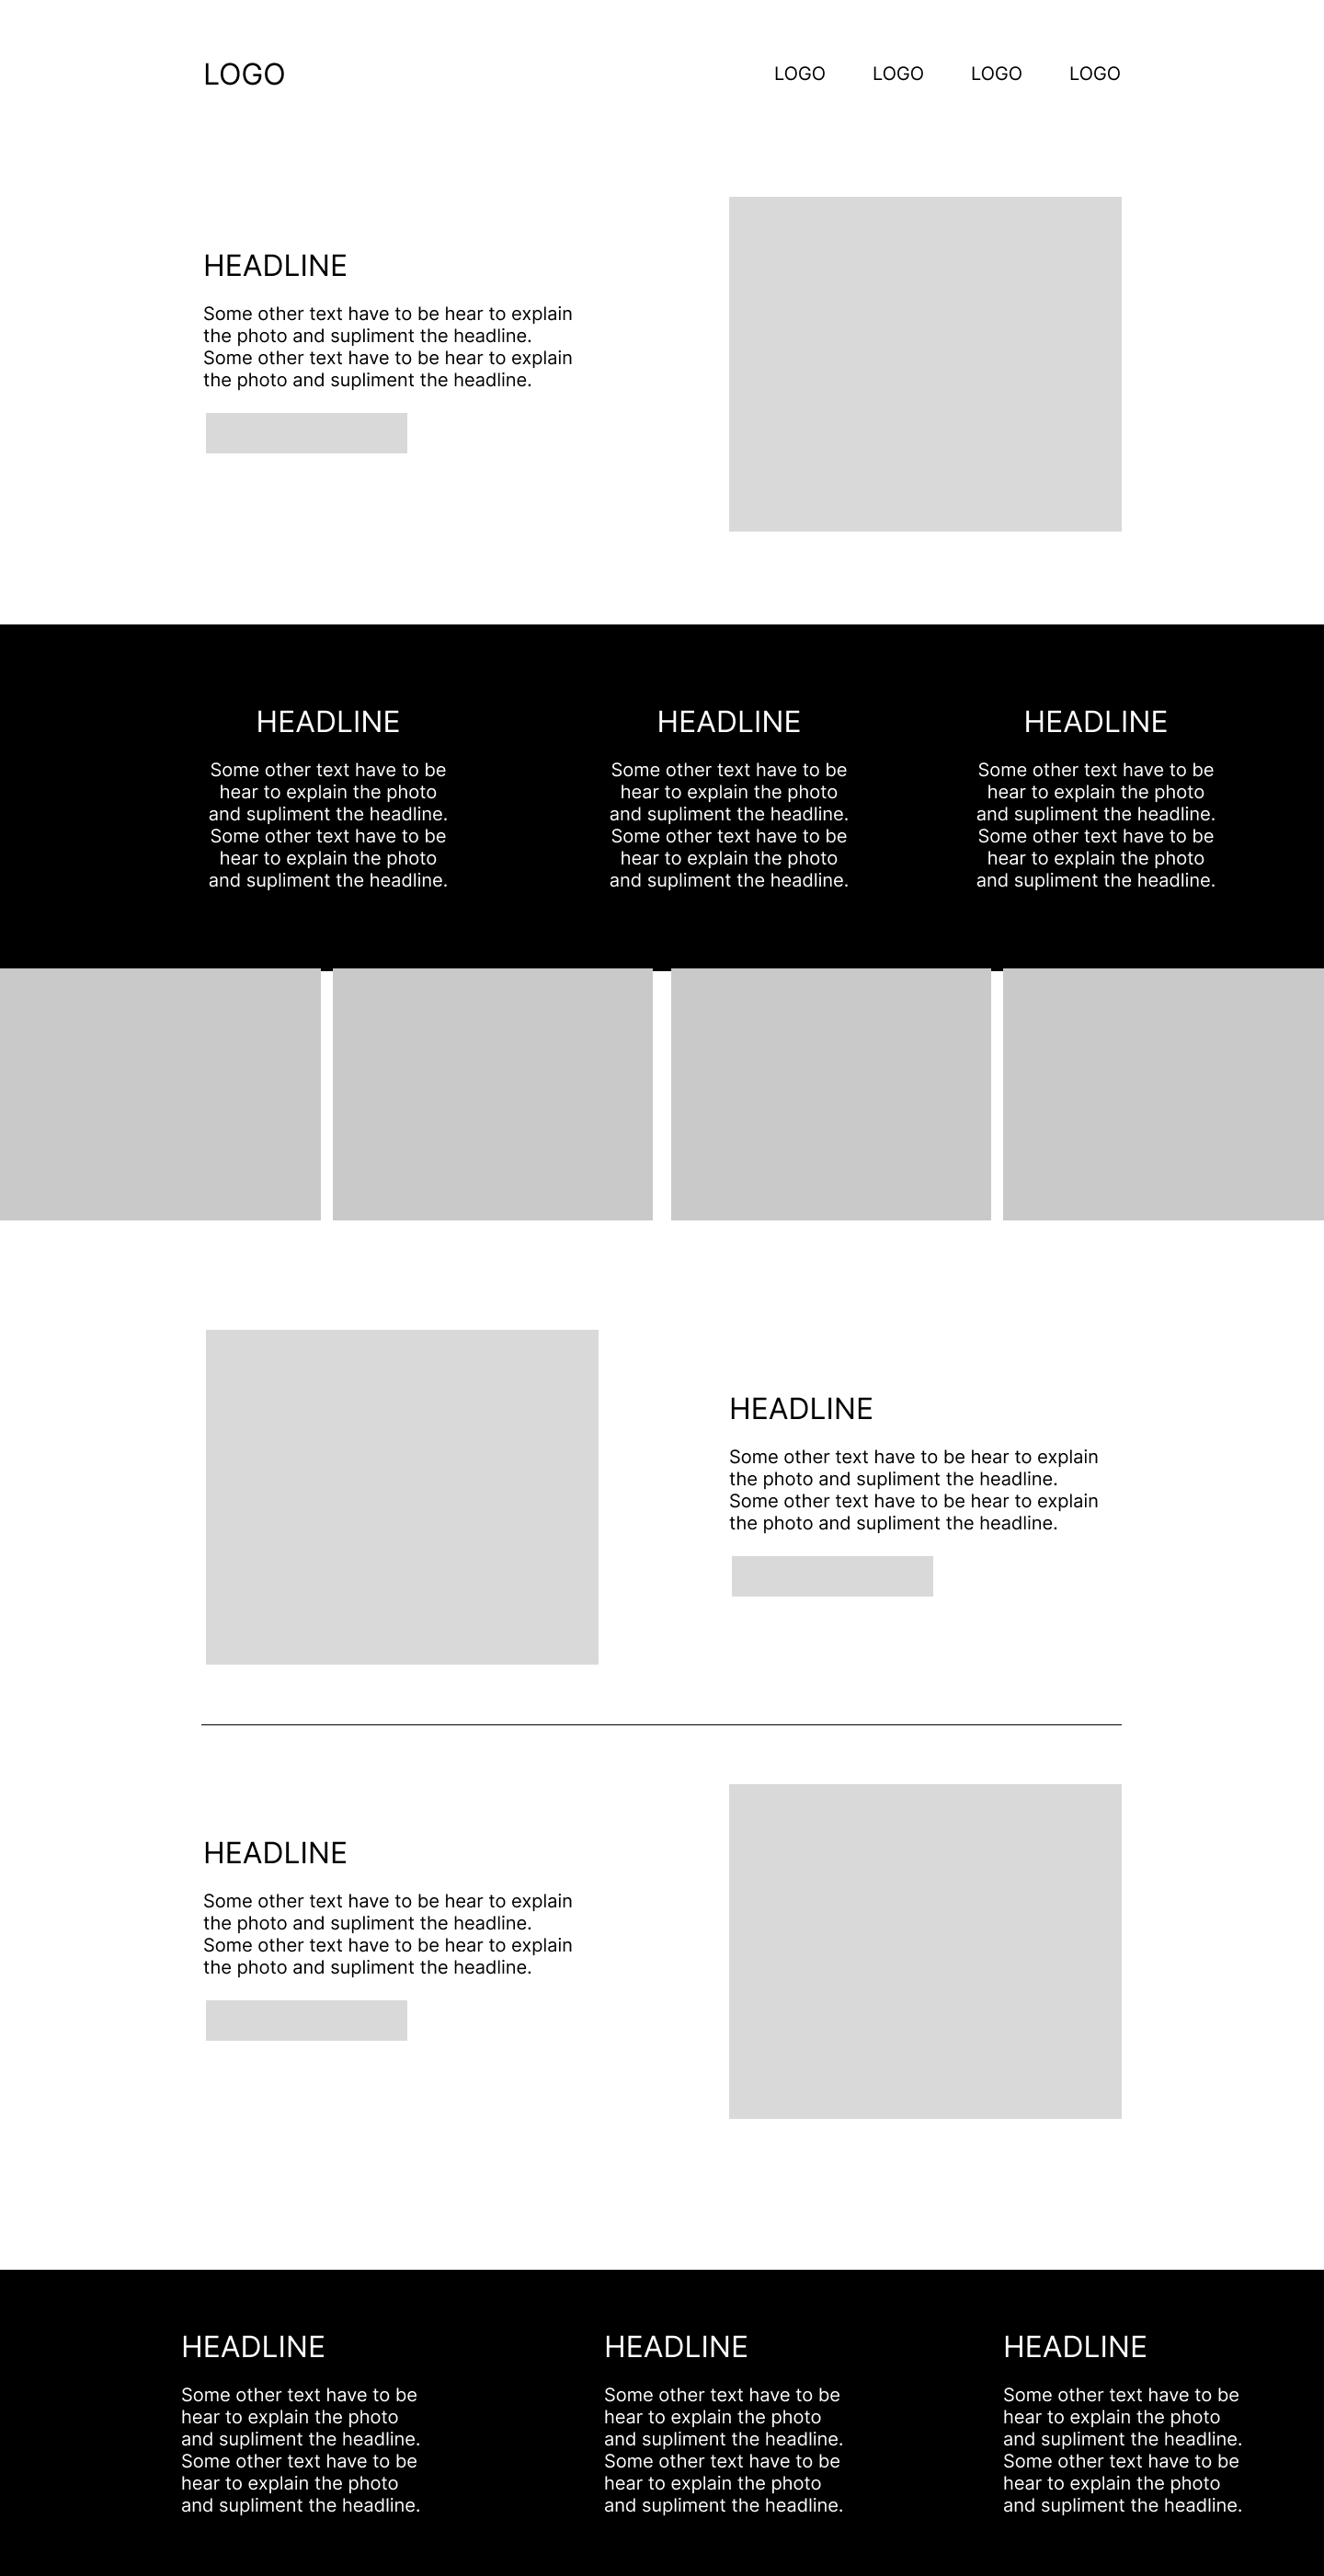 LOGO
LOGO LOGO LOGO LOGO
HEADLINE
Some other text have to be hear to explain
the photo and supliment the headline.
Some other text have to be hear to explain
the photo and supliment the headline.
HEADLINE
Some other text have to be
hear to explain the photo
and supliment the headline.
Some other text have to be
hear to explain the photo
and supliment the headline.
HEADLINE
Some other text have to be
hear to explain the photo
and supliment the headline.
Some other text have to be
hear to explain the photo
and supliment the headline.
HEADLINE
Some other text have to be
hear to explain the photo
and supliment the headline.
Some other text have to be
hear to explain the photo
and supliment the headline.
HEADLINE
Some other text have to be hear to explain
the photo and supliment the headline.
Some other text have to be hear to explain
the photo and supliment the headline.
HEADLINE
Some other text have to be hear to explain
the photo and supliment the headline.
Some other text have to be hear to explain
the photo and supliment the headline.
HEADLINE
Some other text have to be
hear to explain the photo
and supliment the headline.
Some other text have to be
hear to explain the photo
and supliment the headline.
HEADLINE
Some other text have to be
hear to explain the photo
and supliment the headline.
Some other text have to be
hear to explain the photo
and supliment the headline.
HEADLINE
Some other text have to be
hear to explain the photo
and supliment the headline.
Some other text have to be
hear to explain the photo
and supliment the headline.